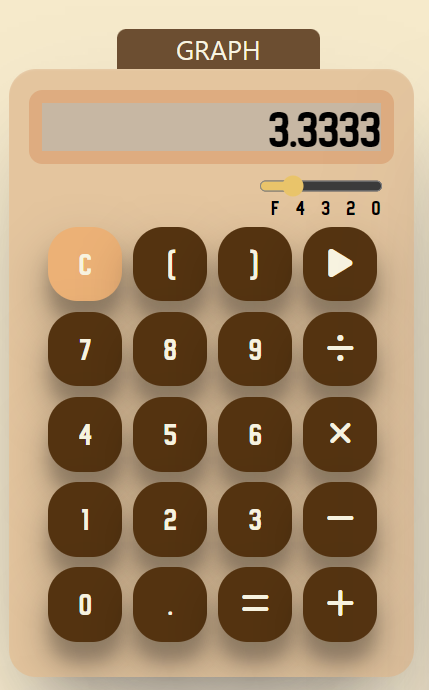 GRAPH
3.3333
F 4 3 2 0
C ( )
7 8 9 ÷
4 5 6 ×
1 2 3 −
0 . = +